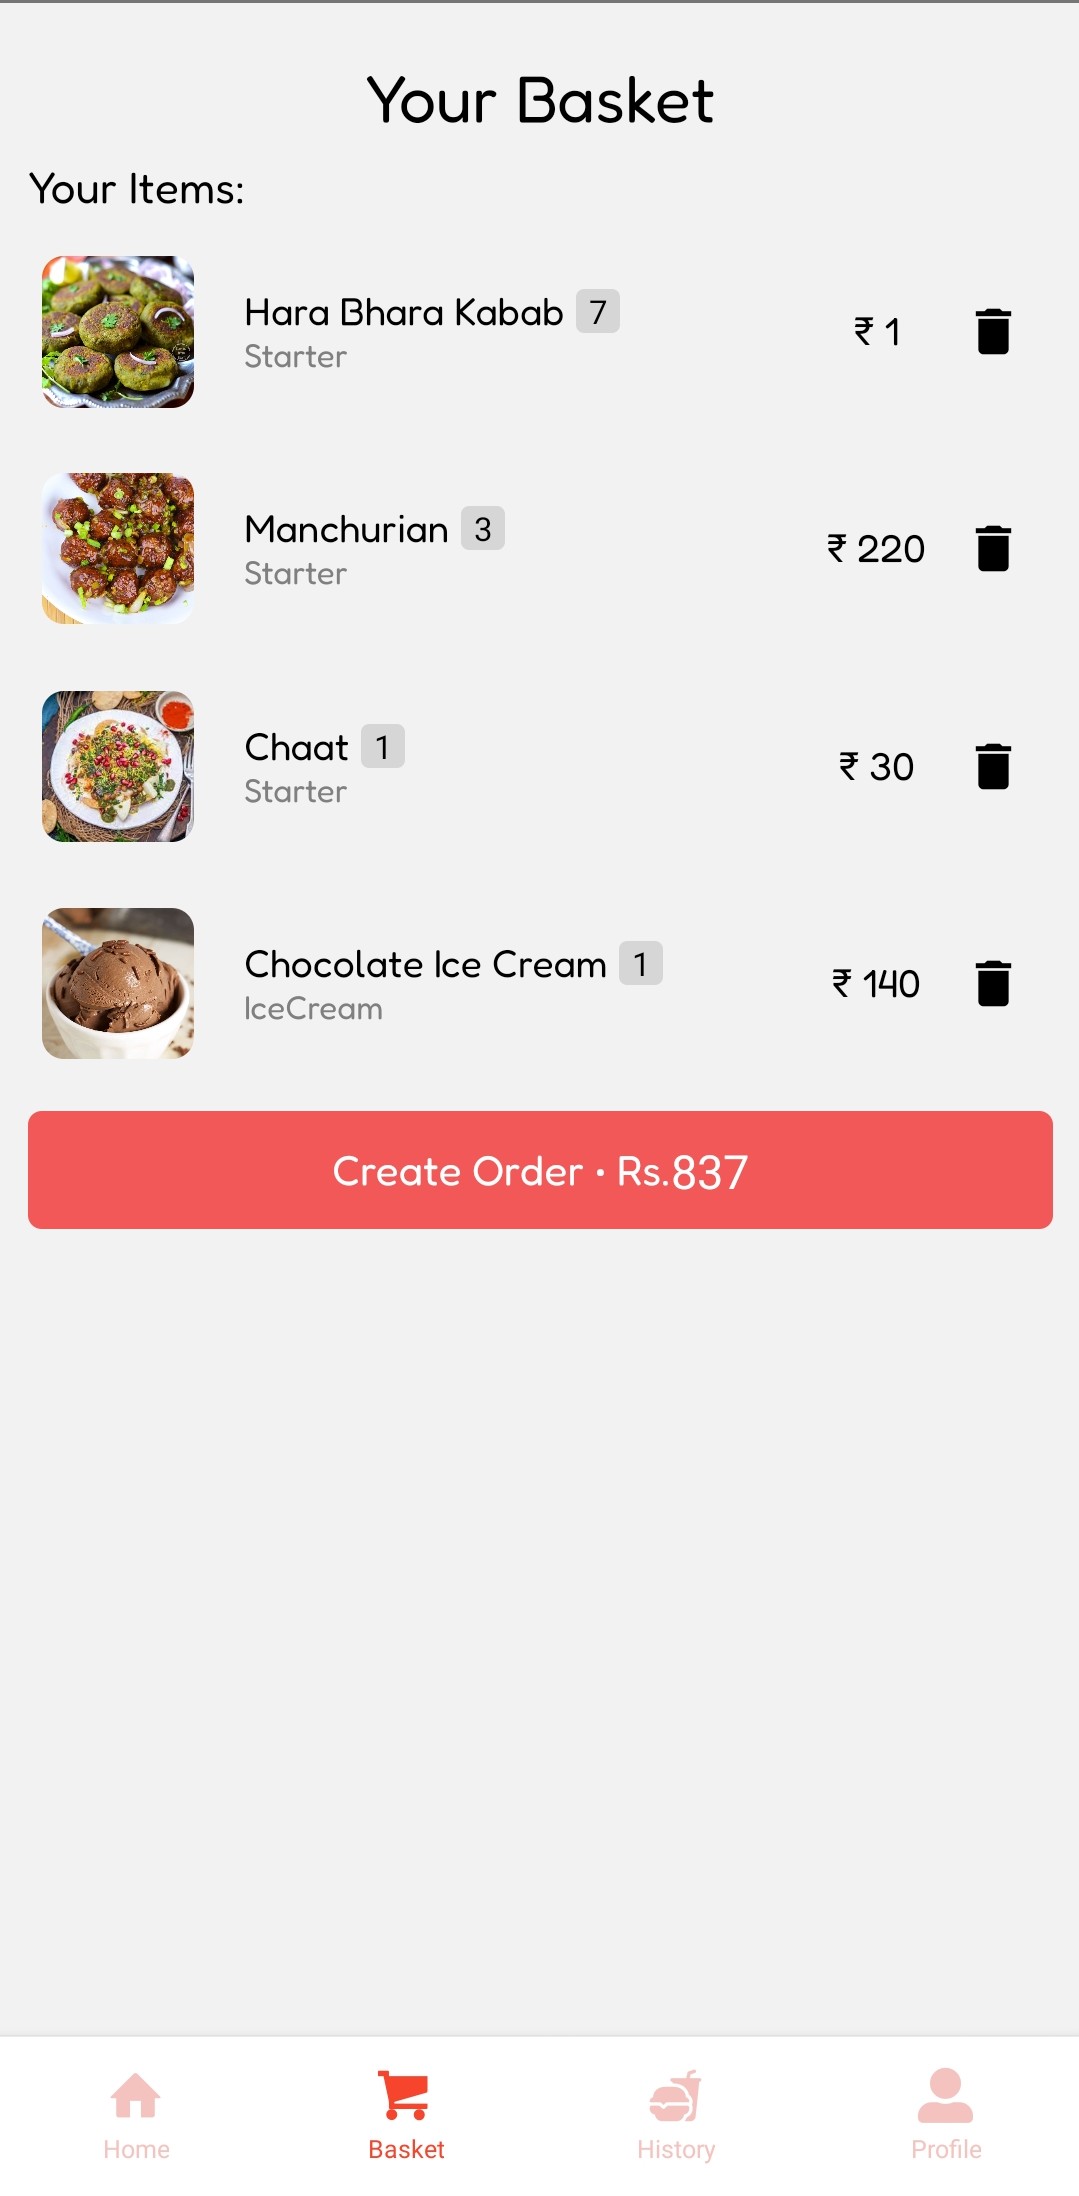 Your Basket
Your Items:
Hara Bhara Kabab 7
Starter
₹ 1
Manchurian 3
Starter
₹ 220
Chaat 1
Starter
₹ 30
Chocolate Ice Cream 1
IceCream
₹ 140
Create Order • Rs.837
Home
Basket
History
Profile